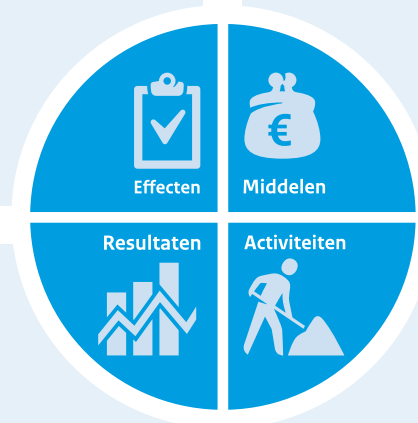 €
Effecten
Middelen
Resultaten
Activiteiten